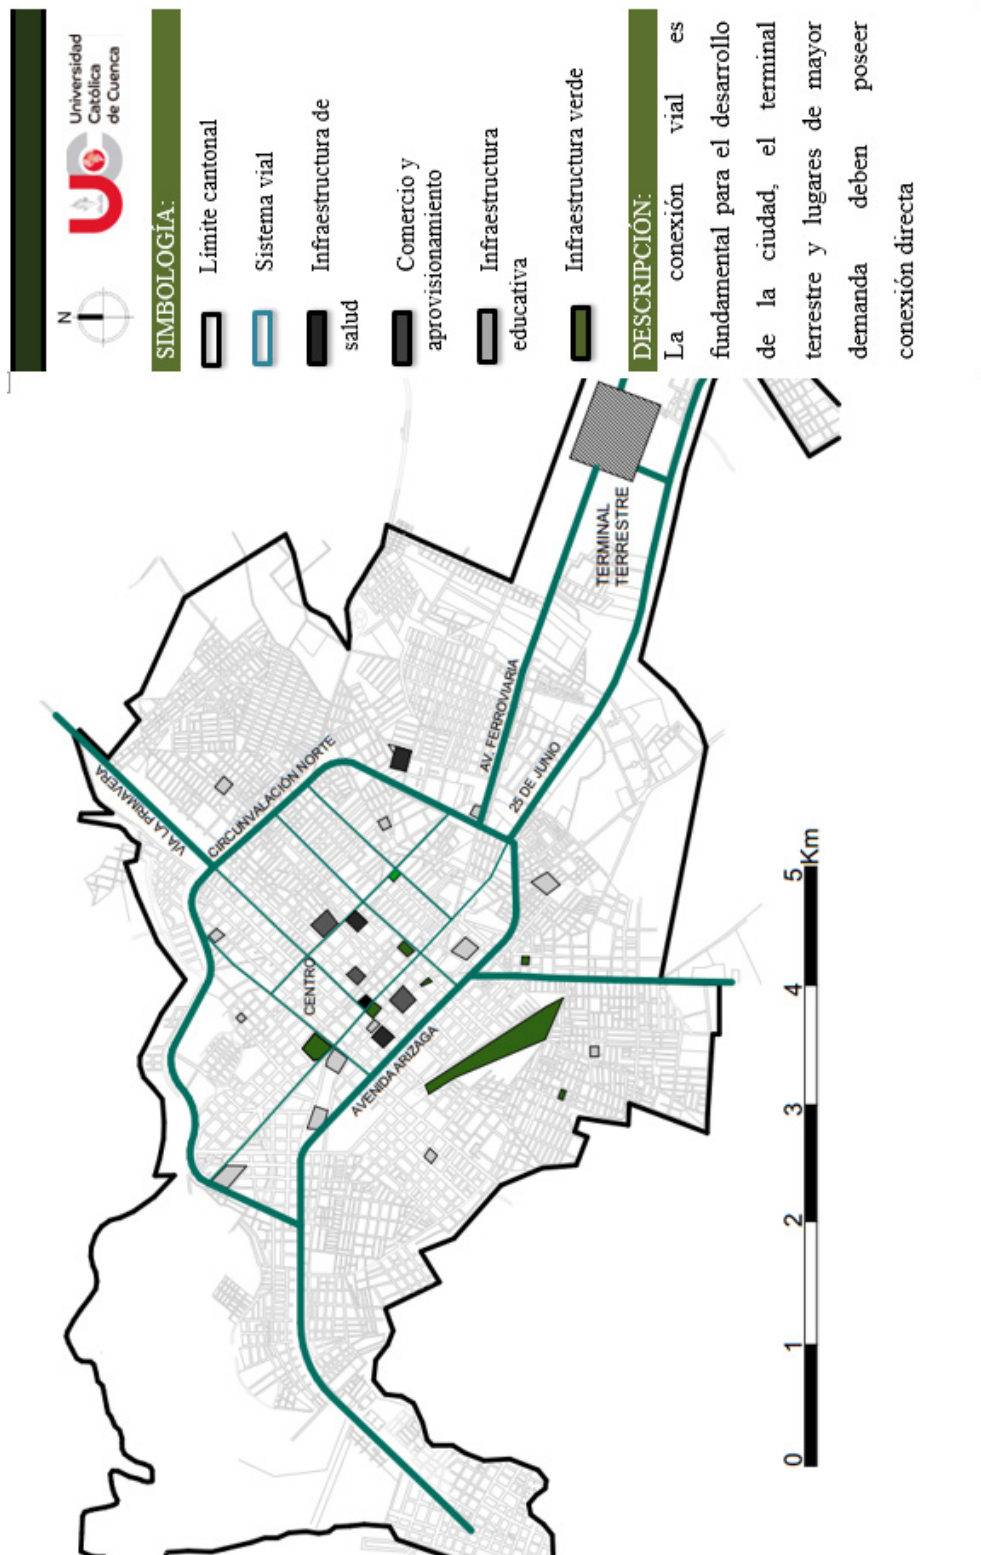 Universidad
Católica
de Cuenca
UC
N
SIMBOLOGÍA:
Limite cantonal
Sistema vial
Infraestructura de
salud
Comercio y
aprovisionamiento
Infraestructura
educativa
Infraestructura verde
DESCRIPCIÓN:
La conexión vial es
fundamental para el desarrollo
de la ciudad, el terminal
terrestre y lugares de mayor
demanda deben poseer
conexión directa
VÍA LA PRIMAVERA
CIRCUNVALACIÓN NORTE
CENTRO
AVENIDA ARIZAGA
AV. FERROVIARIA
25 DE JUNIO
TERMINAL
TERRESTRE
0 1 2 3 4 5 Km